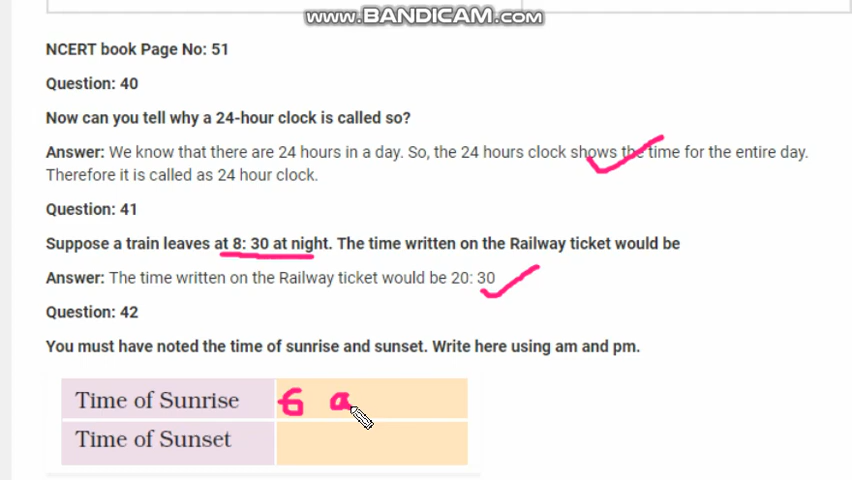 www.BANDICAM.com
NCERT book Page No: 51
Question: 40
Now can you tell why a 24-hour clock is called so?
Answer: We know that there are 24 hours in a day. So, the 24 hours clock shows the time for the entire day.
Therefore it is called as 24 hour clock.
Question: 41
Suppose a train leaves at 8: 30 at night. The time written on the Railway ticket would be
Answer: The time written on the Railway ticket would be 20: 30
Question: 42
You must have noted the time of sunrise and sunset. Write here using am and pm.
Time of Sunrise 6 a
Time of Sunset